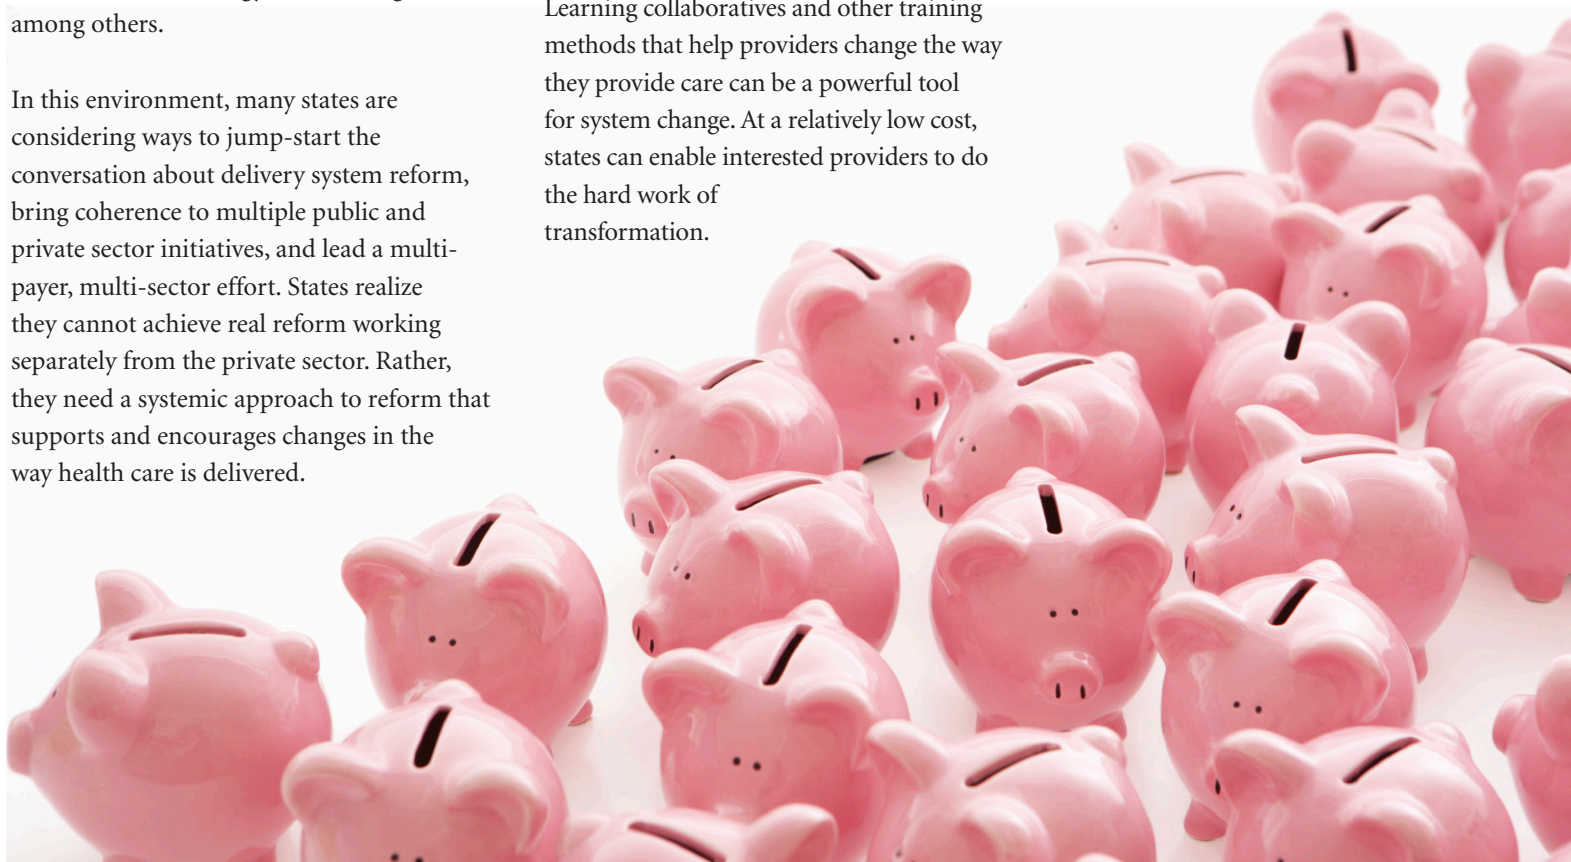 among others.
In this environment, many states are
considering ways to jump-start the
conversation about delivery system reform,
bring coherence to multiple public and
private sector initiatives, and lead a multi-
payer, multi-sector effort. States realize
they cannot achieve real reform working
separately from the private sector. Rather,
they need a systemic approach to reform that
supports and encourages changes in the
way health care is delivered.
Learning collaboratives and other training
methods that help providers change the way
they provide care can be a powerful tool
for system change. At a relatively low cost,
states can enable interested providers to do
the hard work of
transformation.